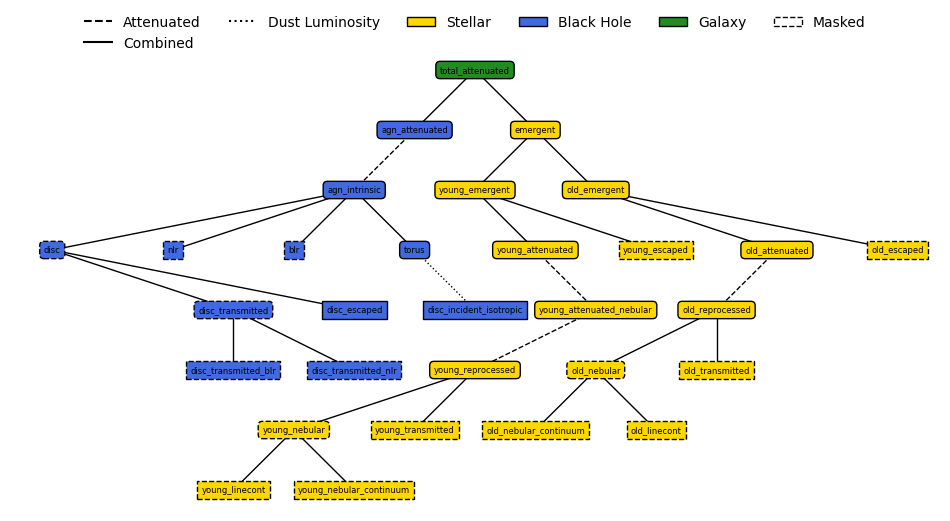 Attenuated Dust Luminosity Stellar Black Hole Galaxy Masked
Combined
total_attenuated
agn_attenuated emergent
agn_intrinsic young_emergent old_emergent
disc nlr blr torus young_attenuated young_escaped old_attenuated old_escaped
disc_transmitted disc_escaped disc_incident_isotropic young_attenuated_nebular old_reprocessed
disc_transmitted_blr disc_transmitted_nlr young_reprocessed old_nebular old_transmitted
young_nebular young_transmitted old_nebular_continuum old_linecont
young_linecont young_nebular_continuum